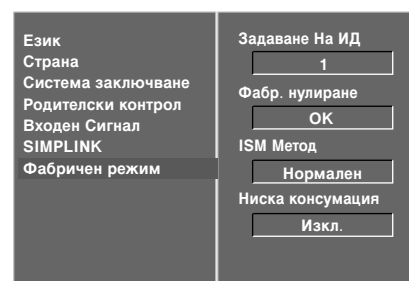 Език
Страна
Система заключване
Родителски контрол
Входен Сигнал
SIMPLINK
Фабричен режим
Задаване На ИД
1
Фабр. нулиране
ОК
ISM Метод
Нормален
Ниска консумация
Изкл.